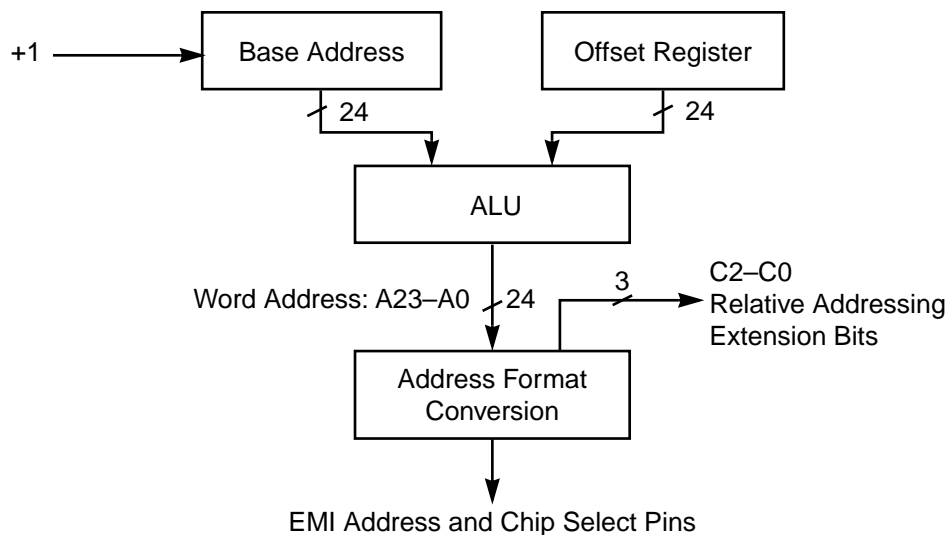 +1
Base Address
Offset Register
24
24
ALU
Word Address: A23–A0
24
3
C2–C0
Relative Addressing
Extension Bits
Address Format
Conversion
EMI Address and Chip Select Pins